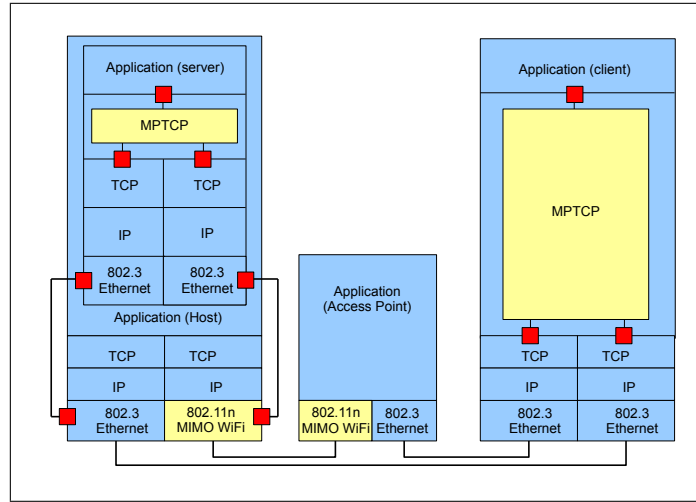 Application (server)
MPTCP
TCP
TCP
IP
IP
802.3
Ethernet
802.3
Ethernet
Application (Host)
TCP
TCP
IP
IP
802.3
Ethernet
802.11n
MIMO WiFi
Application
(Access Point)
802.11n
MIMO WiFi
802.3
Ethernet
Application (client)
MPTCP
TCP
TCP
IP
IP
802.3
Ethernet
802.3
Ethernet